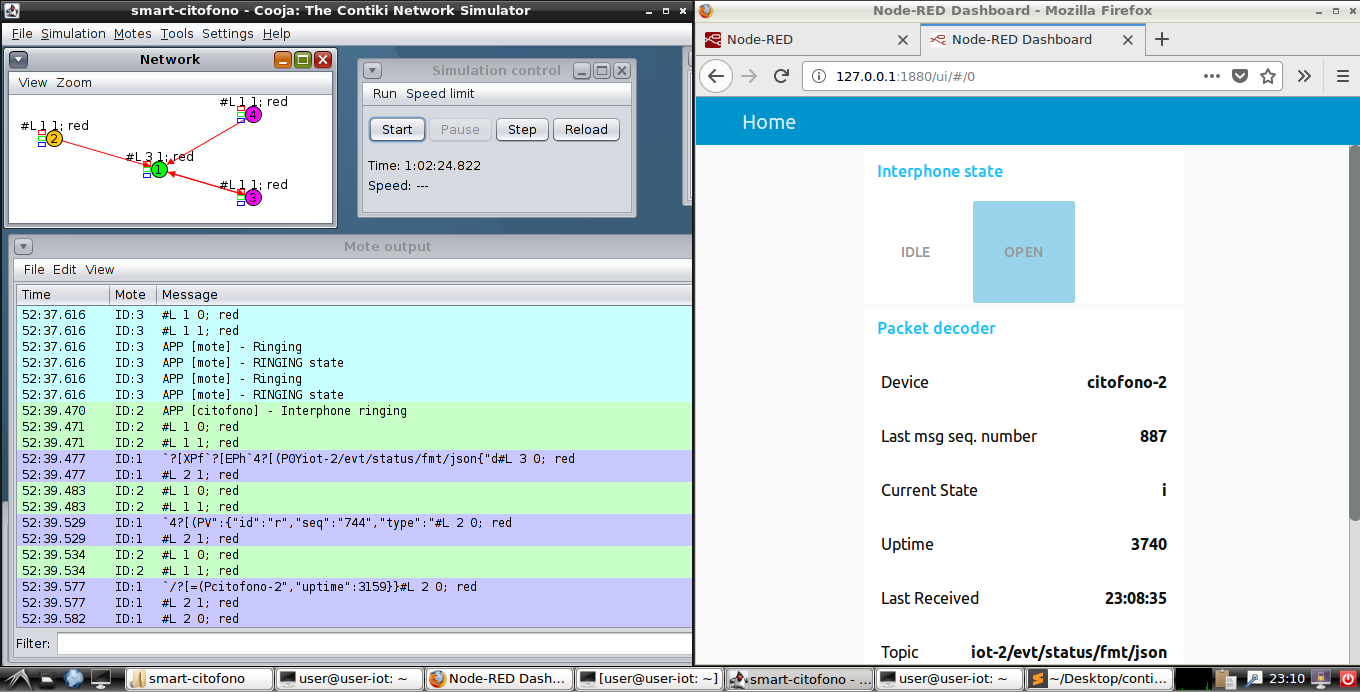 smart-citofono - Cooja: The Contiki Network Simulator
File Simulation Motes Tools Settings Help
Network
View Zoom
#L 1 1; red
4
#L 1 1; red
2
#L 3 1; red
1
#L 1 1; red
3
Simulation control
Run Speed limit
Start Pause Step Reload
Time: 1:02:24.822
Speed: ---
Mote output
File Edit View
Time Mote Message
52:37.616 ID:3 #L 1 0; red
52:37.616 ID:3 #L 1 1; red
52:37.616 ID:3 APP [mote] - Ringing
52:37.616 ID:3 APP [mote] - RINGING state
52:37.616 ID:3 APP [mote] - Ringing
52:37.616 ID:3 APP [mote] - RINGING state
52:39.470 ID:2 APP [citofono] - Interphone ringing
52:39.471 ID:2 #L 1 0; red
52:39.471 ID:2 #L 1 1; red
52:39.477 ID:1 `?[XPf`?[EPh`4?[(P0Yiot-2/evt/status/fmt/json{"d#L 3 0; red
52:39.477 ID:1 #L 2 1; red
52:39.483 ID:2 #L 1 0; red
52:39.483 ID:2 #L 1 1; red
52:39.529 ID:1 `4?[(PV":{"id":"r","seq":"744","type":"#L 2 0; red
52:39.529 ID:1 #L 2 1; red
52:39.534 ID:2 #L 1 0; red
52:39.534 ID:2 #L 1 1; red
52:39.577 ID:1 `/?[=(Pcitofono-2","uptime":3159}}#L 2 0; red
52:39.577 ID:1 #L 2 1; red
52:39.582 ID:1 #L 2 0; red
Filter:
Node-RED Dashboard - Mozilla Firefox
Node-RED
Node-RED Dashboard
127.0.0.1:1880/ui/#/0
Home
Interphone state
IDLE OPEN
Packet decoder
Device citofono-2
Last msg seq. number 887
Current State i
Uptime 3740
Last Received 23:08:35
Topic iot-2/evt/status/fmt/json
smart-citofono
user@user-iot: ~
Node-RED Dash...
[user@user-iot: ~]
smart-citofono - ...
user@user-iot: ~
~/Desktop/conti...
23:10